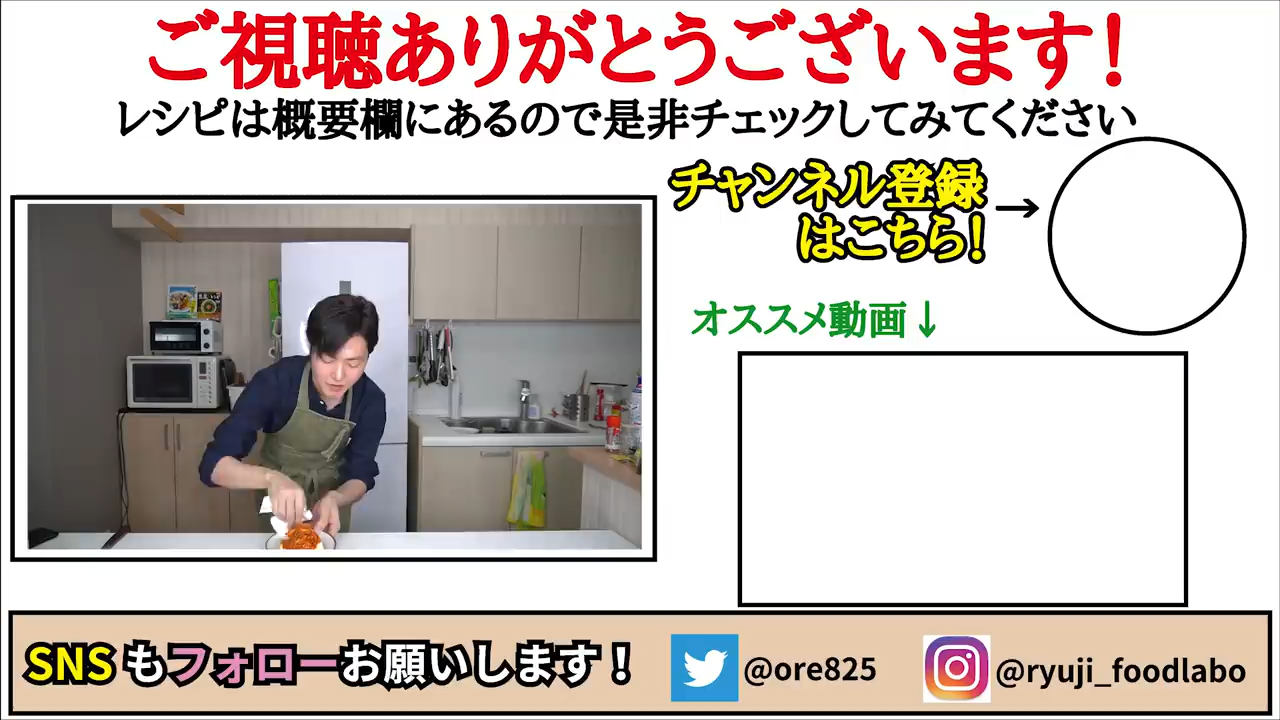 ご視聴ありがとうございます!
レシピは概要欄にあるので是非チェックしてみてください
チャンネル登録
はこちら!
→
オススメ動画↓
SNSもフォローお願いします!
@ore825
@ryuji_foodlabo